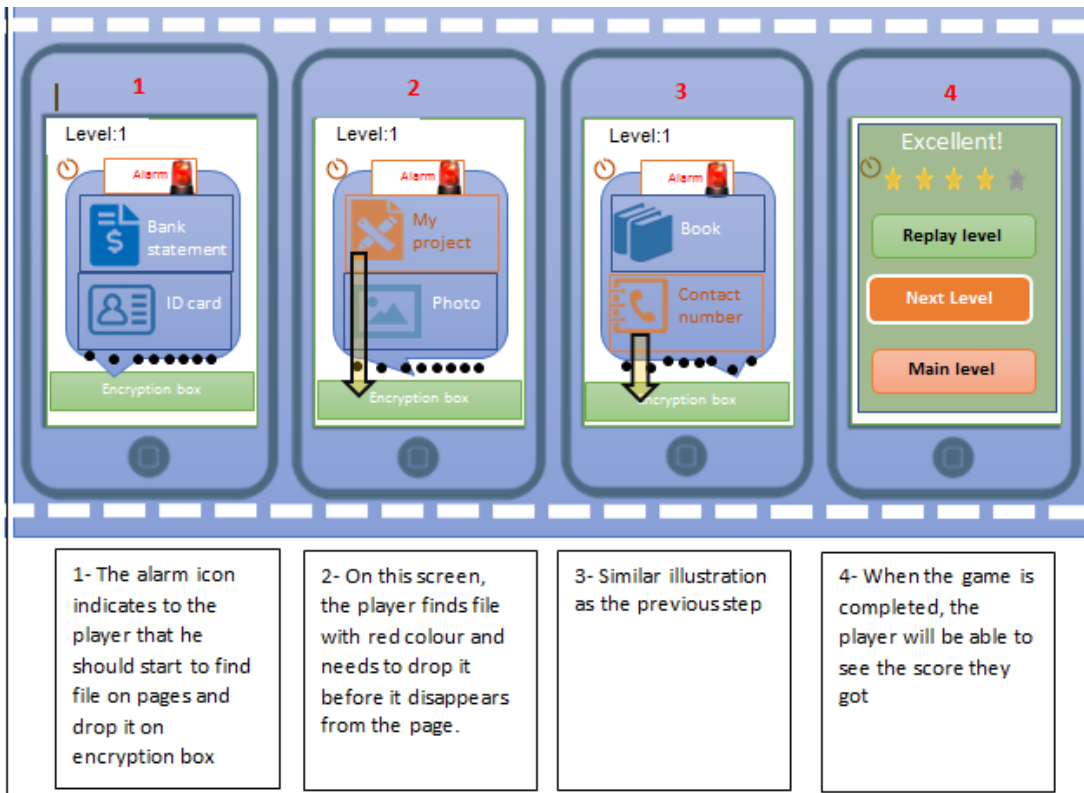 1
Level:1
Alarm
Bank
statement
ID card
Encryption box
2
Level:1
Alarm
My
project
Photo
Encryption box
3
Level:1
Alarm
Book
Contact
number
Encryption box
4
Excellent!
Replay level
Next Level
Main level
1- The alarm icon
indicates to the
player that he
should start to find
file on pages and
drop it on
encryption box
2- On this screen,
the player finds file
with red colour and
needs to drop it
before it disappears
from the page.
3- Similar illustration
as the previous step
4- When the game is
completed, the
player will be able to
see the score they
got